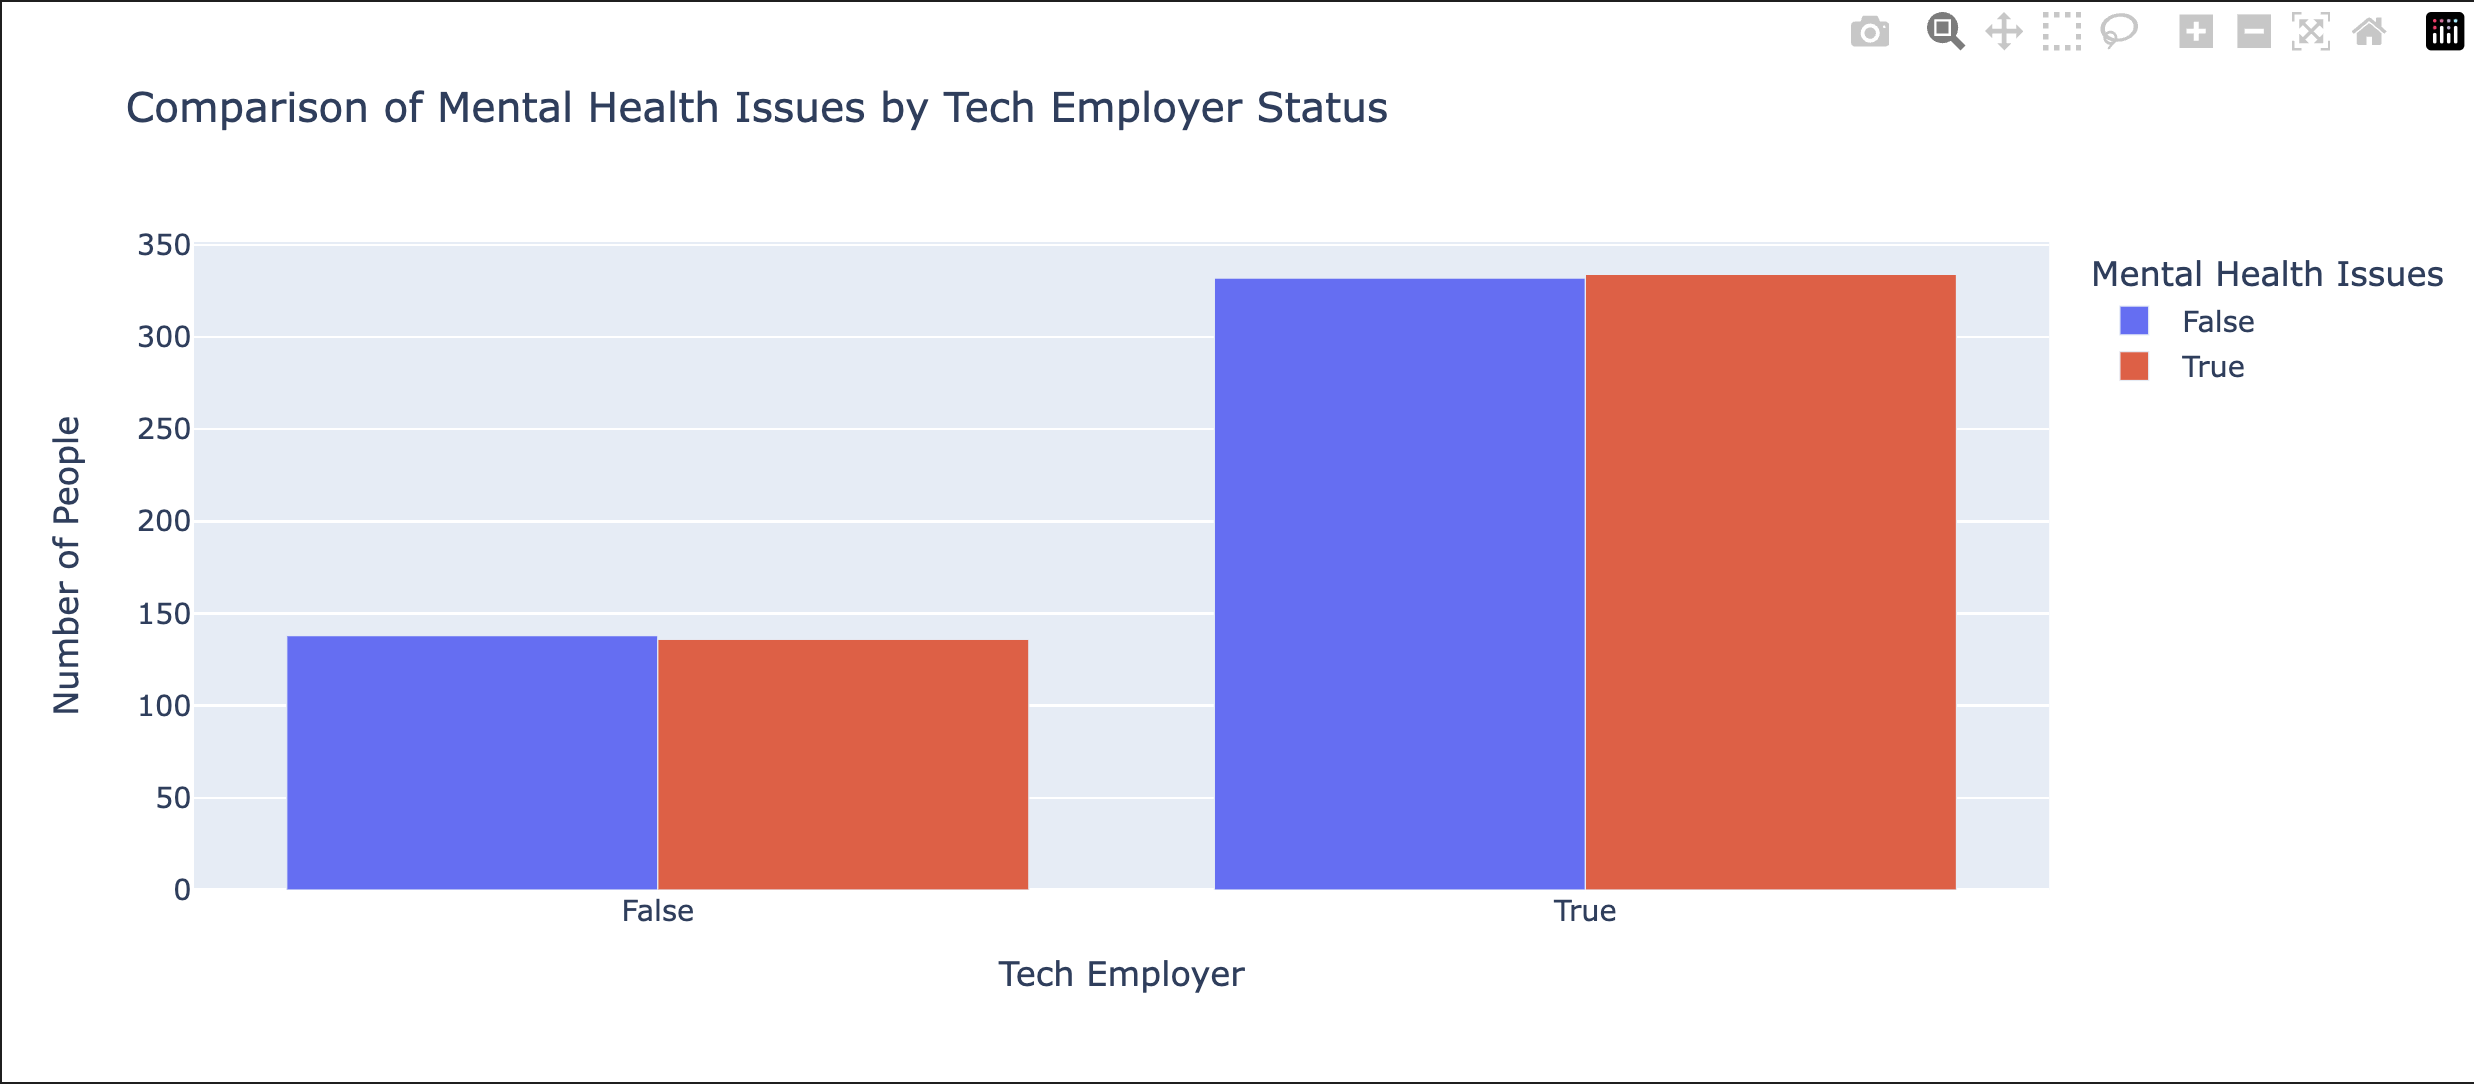 Comparison of Mental Health Issues by Tech Employer Status
350
300
250
200
150
100
50
0
Number of People
False
True
Tech Employer
Mental Health Issues
False
True